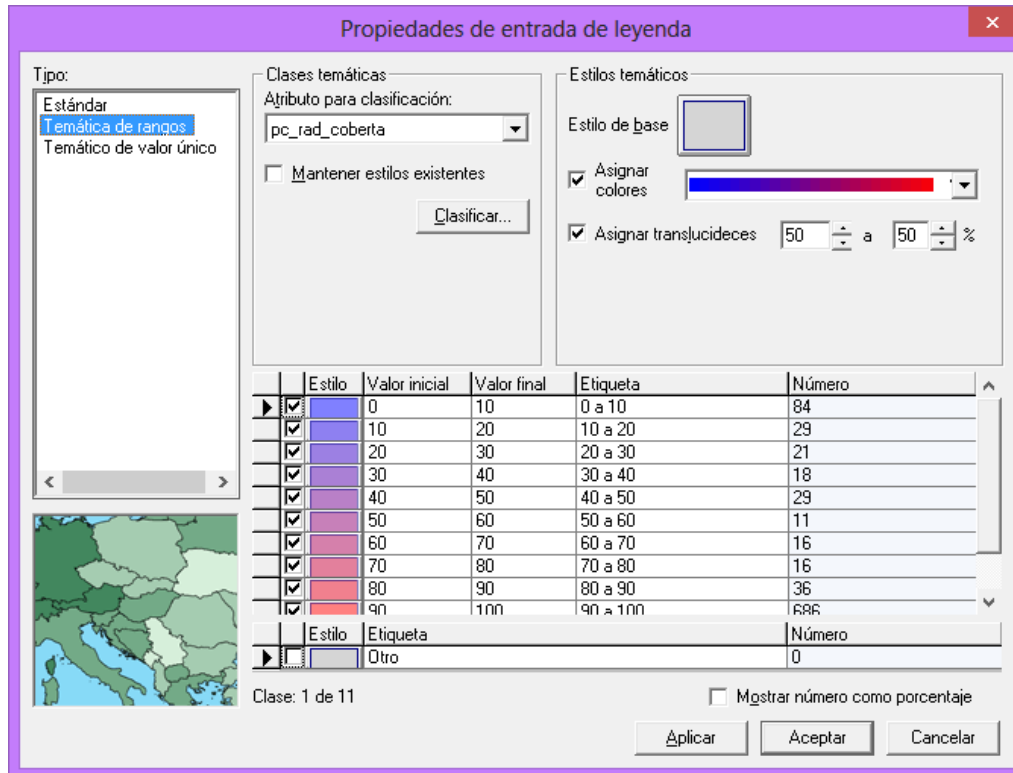 Propiedades de entrada de leyenda
Tipo:
Estándar
Temática de rangos
Temático de valor único
Clases temáticas
Atributo para clasificación:
pc_rad_coberta
Mantener estilos existentes
Clasificar...
Estilos temáticos
Estilo de base
Asignar colores
Asignar translucideces 50 a 50 %
Estilo Valor inicial Valor final Etiqueta Número
0 10 0 a 10 84
10 20 10 a 20 29
20 30 20 a 30 21
30 40 30 a 40 18
40 50 40 a 50 29
50 60 50 a 60 11
60 70 60 a 70 16
70 80 70 a 80 16
80 90 80 a 90 36
90 100 90 a 100 686
Estilo Etiqueta Número
Otro 0
Clase: 1 de 11
Mostrar número como porcentaje
Aplicar Aceptar Cancelar